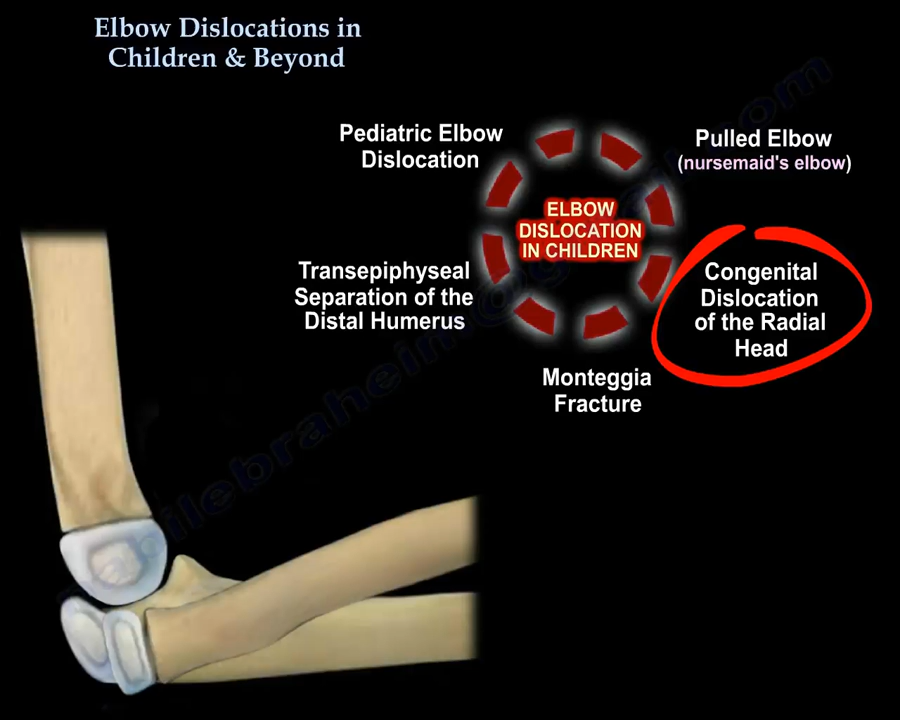 Elbow Dislocations in
Children & Beyond
Pediatric Elbow
Dislocation
Pulled Elbow
(nursemaid's elbow)
ELBOW
DISLOCATION
IN CHILDREN
Transepiphyseal
Separation of the
Distal Humerus
Congenital
Dislocation
of the Radial
Head
Monteggia
Fracture